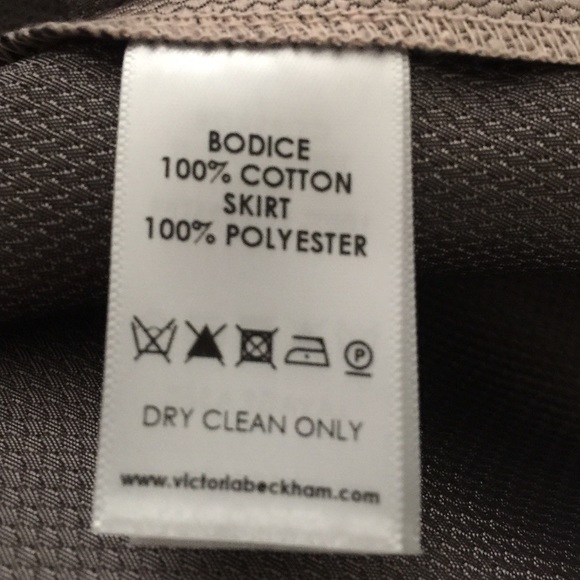 BODICE
100% COTTON
SKIRT
100% POLYESTER
P
DRY CLEAN ONLY
www.victoriabeckham.com